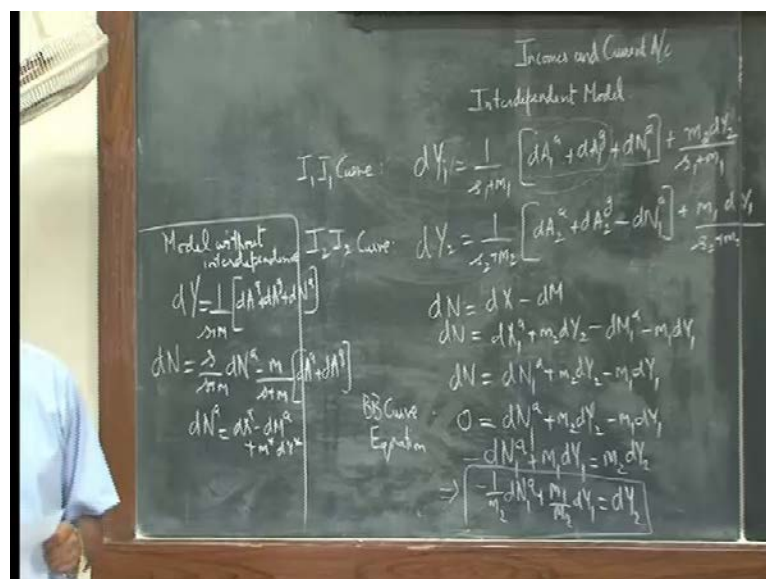 Incomes and Current A/c
Interdependent Model
I₁I₁ Curve: dY₁ = 1/(s₁+m₁) [dA₁ᵃ + dA₁ᵍ + dN₁ᵃ] + m₂dY₂/(s₁+m₁)
I₂I₂ Curve: dY₂ = 1/(s₂+m₂) [dA₂ᵃ + dA₂ᵍ - dN₁ᵃ] + m₁dY₁/(s₂+m₂)
dN = dX - dM
dN = dX₁ᵃ + m₂dY₂ - dM₁ᵃ - m₁dY₁
dN = dN₁ᵃ + m₂dY₂ - m₁dY₁
BB Curve Equation
0 = dN₁ᵃ + m₂dY₂ - m₁dY₁
-dN₁ᵃ + m₁dY₁ = m₂dY₂
⇒ -1/m₂ dN₁ᵃ + m₁/m₂ dY₁ = dY₂
Model without
interdependence
dY = 1/(s+m) [dAᵃ + dAᵍ + dNᵃ]
dN = s/(s+m) dNᵃ - m/(s+m) [dAᵃ + dAᵍ]
dNᵃ = dXᵃ - dMᵃ
+ m* dY*